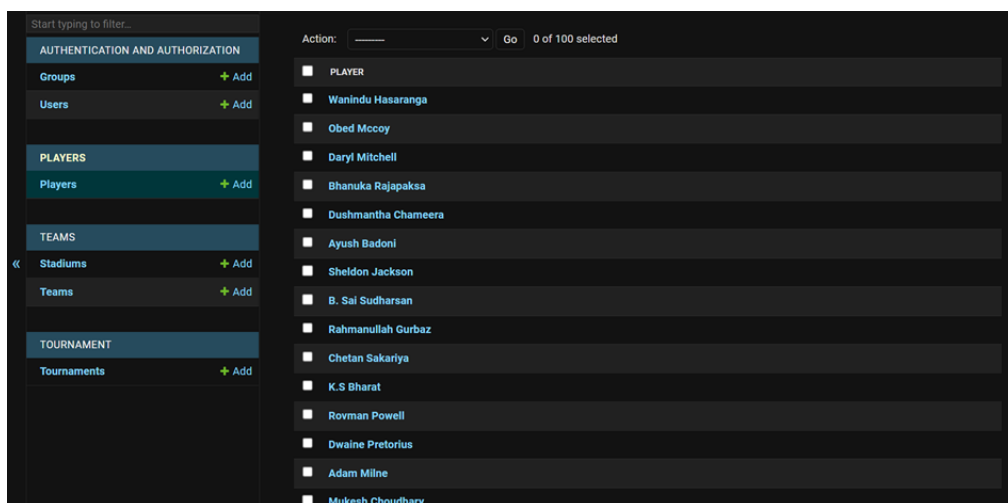 Start typing to filter...
AUTHENTICATION AND AUTHORIZATION
Groups + Add
Users + Add
PLAYERS
Players + Add
TEAMS
« Stadiums + Add
Teams + Add
TOURNAMENT
Tournaments + Add
Action: --------- Go 0 of 100 selected
PLAYER
Wanindu Hasaranga
Obed Mccoy
Daryl Mitchell
Bhanuka Rajapaksa
Dushmantha Chameera
Ayush Badoni
Sheldon Jackson
B. Sai Sudharsan
Rahmanullah Gurbaz
Chetan Sakariya
K.S Bharat
Rovman Powell
Dwaine Pretorius
Adam Milne
Mukesh Choudhary